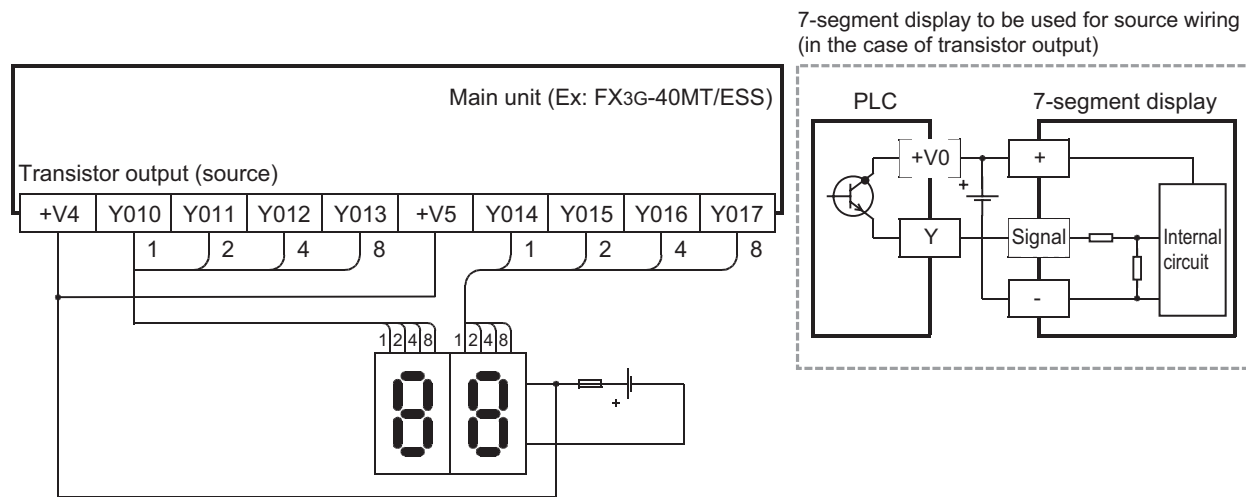 7-segment display to be used for source wiring
(in the case of transistor output)
Main unit (Ex: FX3G-40MT/ESS)
Transistor output (source)
+V4 Y010 Y011 Y012 Y013 +V5 Y014 Y015 Y016 Y017
1 2 4 8 1 2 4 8
1 2 4 8 1 2 4 8
+
PLC 7-segment display
+V0 +
+
Y Signal Internal
circuit
-